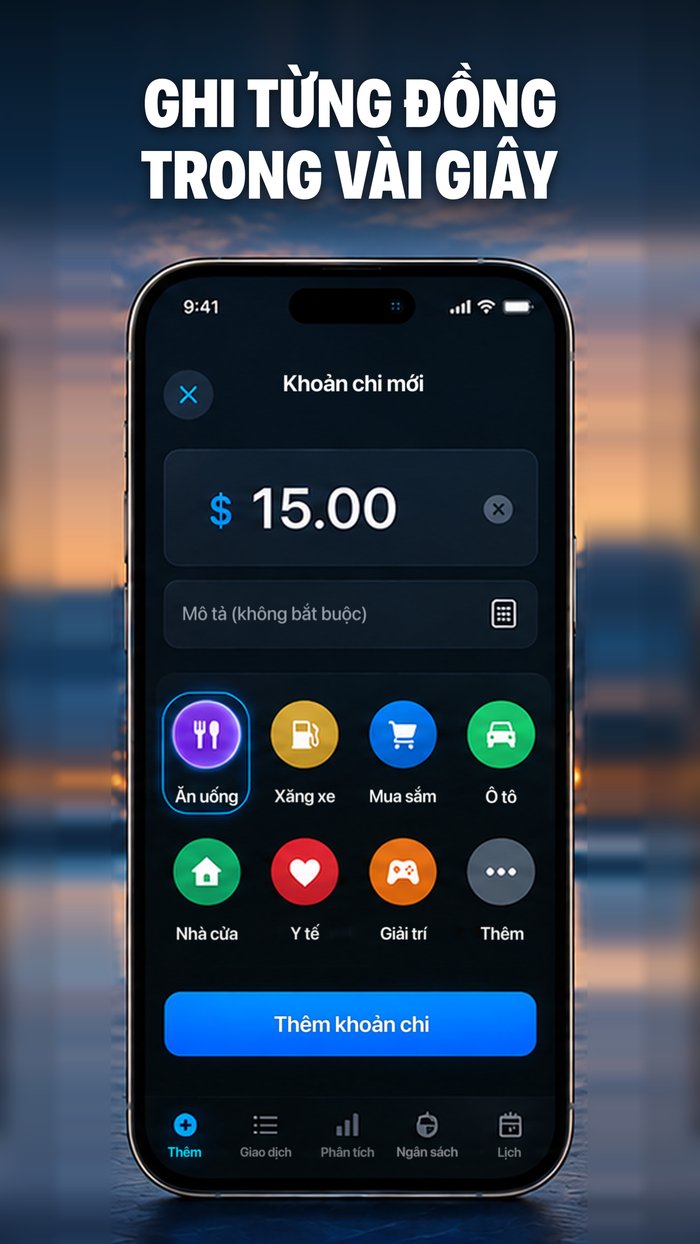 GHI TỪNG ĐỒNG
TRONG VÀI GIÂY
9:41
Khoản chi mới
$ 15.00
Mô tả (không bắt buộc)
Ăn uống Xăng xe Mua sắm Ô tô
Nhà cửa Y tế Giải trí Thêm
Thêm khoản chi
Thêm Giao dịch Phân tích Ngân sách Lịch